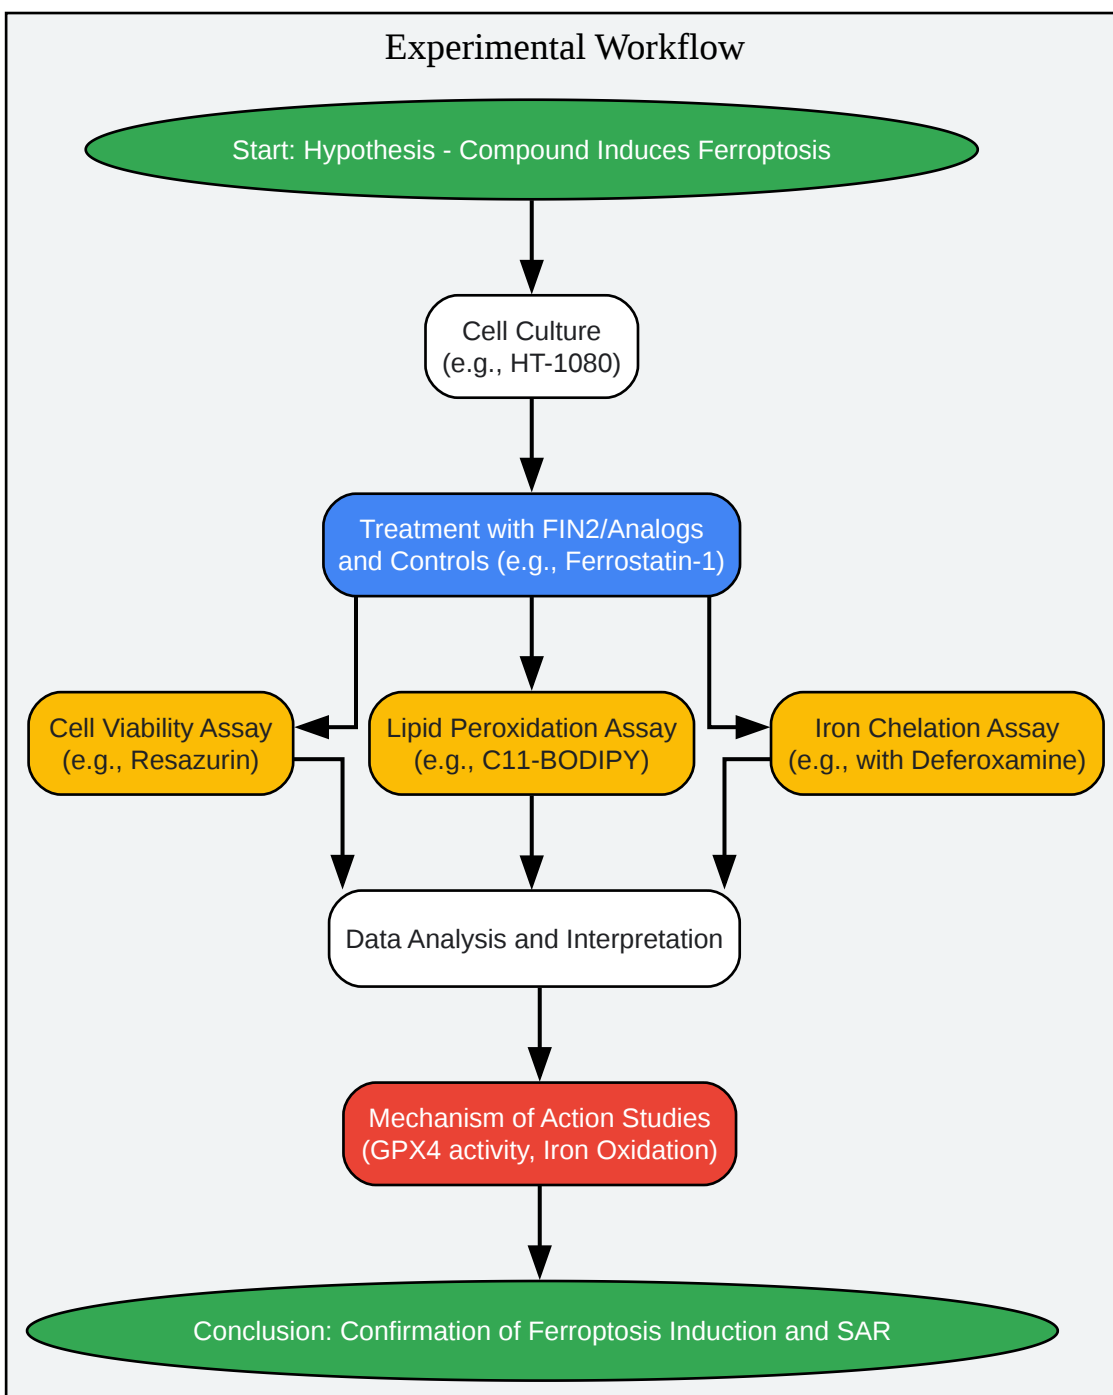 Experimental Workflow
Start: Hypothesis - Compound Induces Ferroptosis
Cell Culture
(e.g., HT-1080)
Treatment with FIN2/Analogs
and Controls (e.g., Ferrostatin-1)
Cell Viability Assay
(e.g., Resazurin)
Lipid Peroxidation Assay
(e.g., C11-BODIPY)
Iron Chelation Assay
(e.g., with Deferoxamine)
Data Analysis and Interpretation
Mechanism of Action Studies
(GPX4 activity, Iron Oxidation)
Conclusion: Confirmation of Ferroptosis Induction and SAR